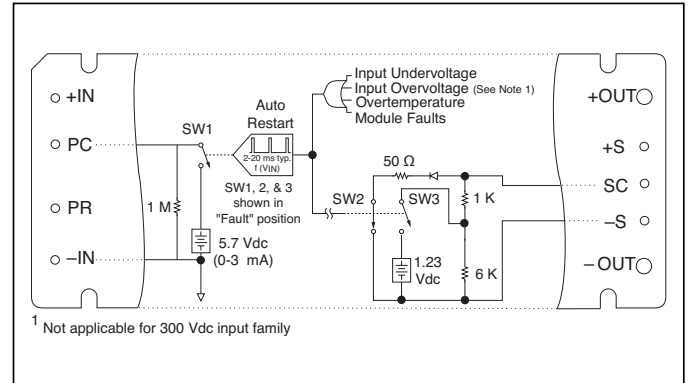 +IN
PC
PR
–IN
1 M
SW1
5.7 Vdc
(0-3 mA)
Auto
Restart
2-20 ms typ.
f (VIN)
SW1, 2, & 3
shown in
"Fault" position
Input Undervoltage
Input Overvoltage (See Note 1)
Overtemperature
Module Faults
50 Ω
SW2
SW3
1 K
1.23
Vdc
6 K
+OUT
+S
SC
–S
–OUT
1 Not applicable for 300 Vdc input family